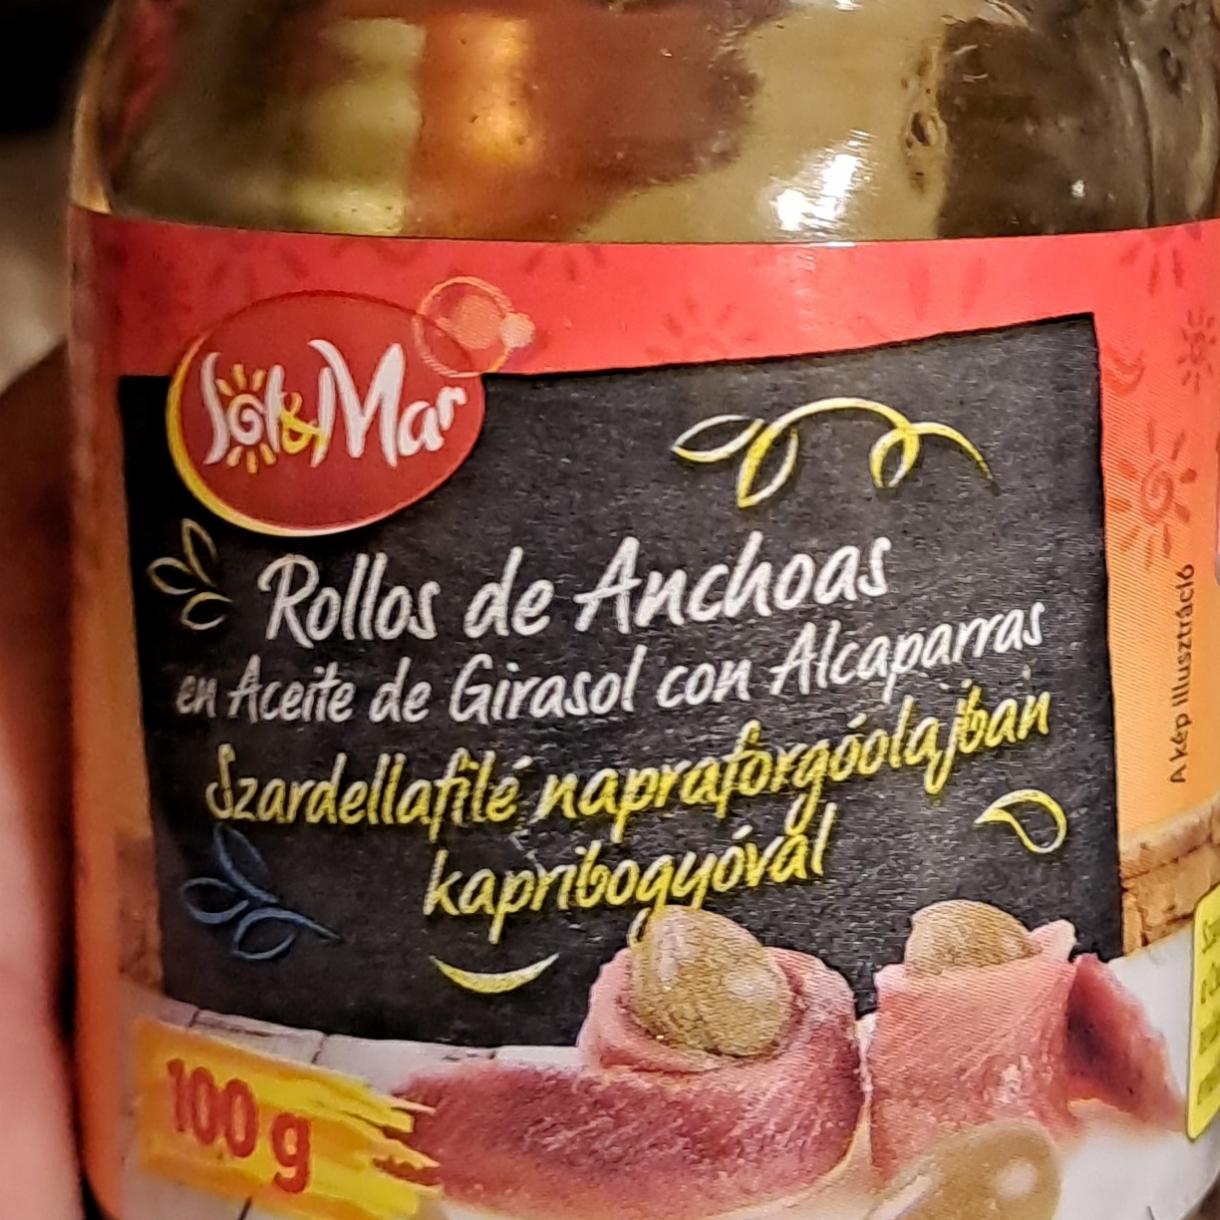 Sol&Mar
Rollos de Anchoas
en Aceite de Girasol con Alcaparras
Szardellafilé napraforgóolajban
kapribogyóval
100 g
A kép illusztráció